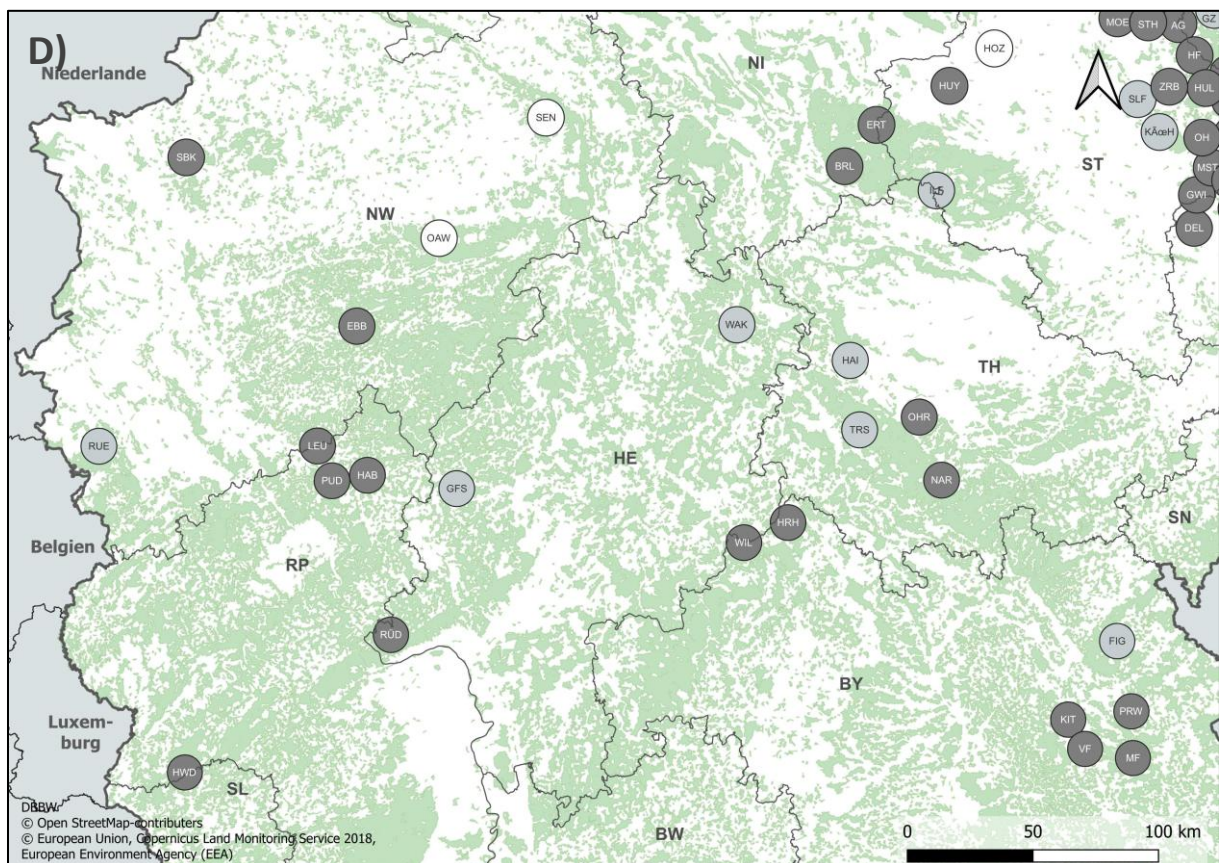 D)
Niederlande
NI
HOZ
MOE
STH
AG
GZ
HF
HUY
SLF
ZRB
HUL
SEN
ERT
KÃœH
OH
ST
SBK
BRL
MST
GWI
DEL
NW
OAW
EBB
WAK
HAI
TH
OHR
TRS
RUE
LEU
HE
PUD
HAB
GFS
NAR
SN
HRH
WIL
Belgien
RP
RÜD
FIG
BY
KIT
PRW
VF
MF
Luxem-
burg
HWD
SL
BW
DBBW
© Open StreetMap-contributers
© European Union, Copernicus Land Monitoring Service 2018,
European Environment Agency (EEA)
0 50 100 km